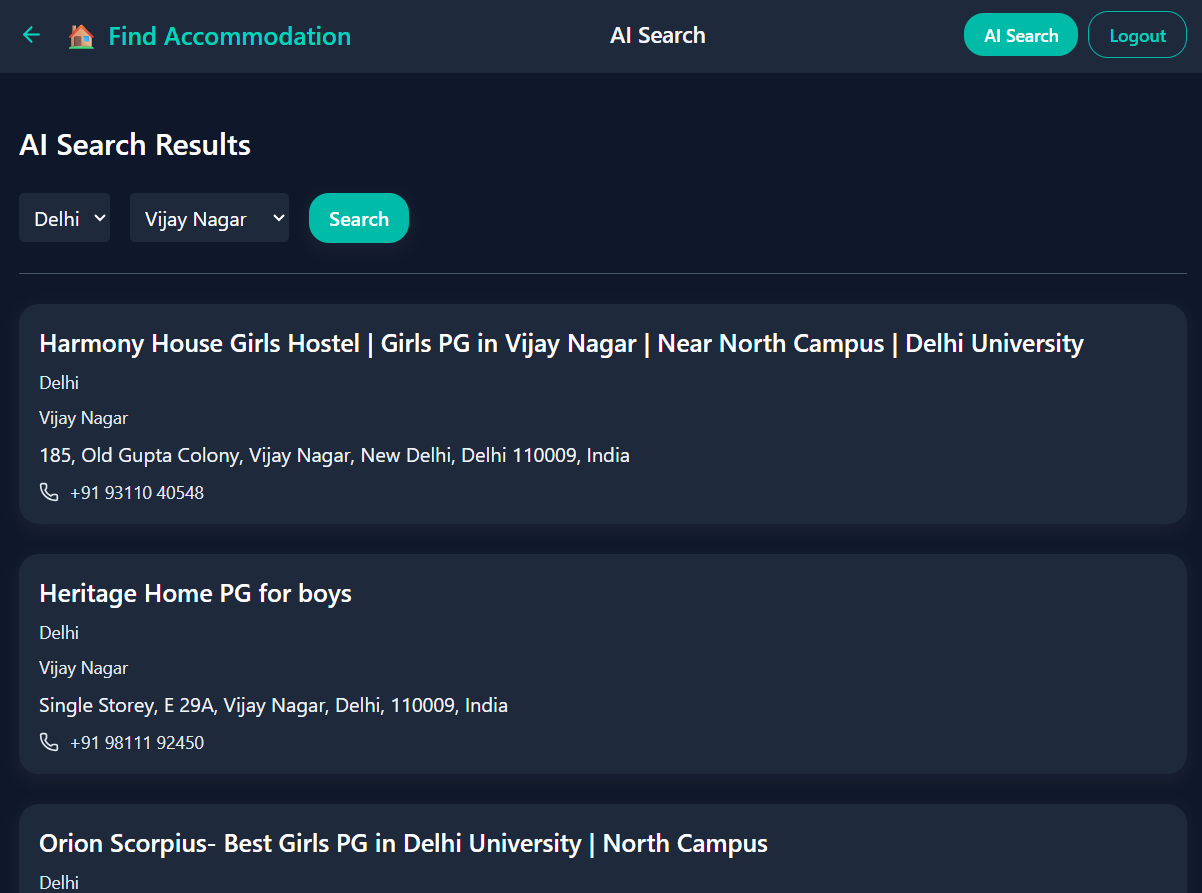 Find Accommodation
AI Search
AI Search
Logout
AI Search Results
Delhi
Vijay Nagar
Search
Harmony House Girls Hostel | Girls PG in Vijay Nagar | Near North Campus | Delhi University
Delhi
Vijay Nagar
185, Old Gupta Colony, Vijay Nagar, New Delhi, Delhi 110009, India
+91 93110 40548
Heritage Home PG for boys
Delhi
Vijay Nagar
Single Storey, E 29A, Vijay Nagar, Delhi, 110009, India
+91 98111 92450
Orion Scorpius- Best Girls PG in Delhi University | North Campus
Delhi